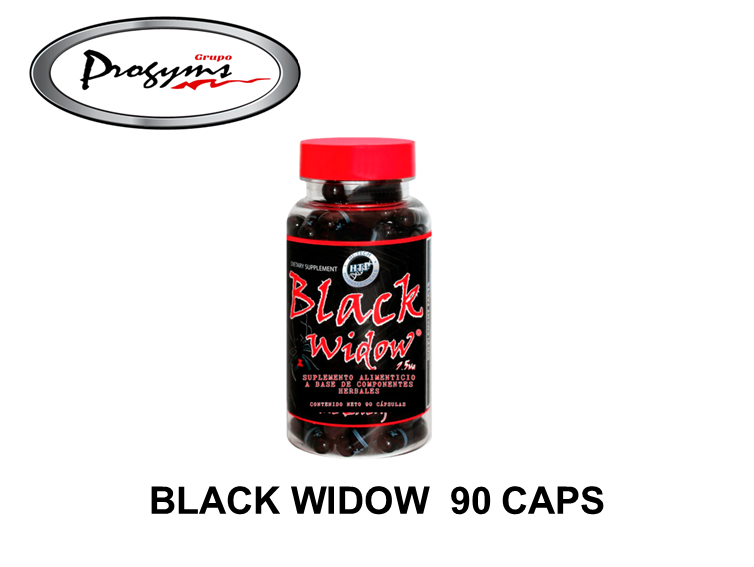 Grupo
Progyms
DIETARY SUPPLEMENT
H.T.P
Black
Widow®
SUPLEMENTO ALIMENTICIO
A BASE DE COMPONENTES
HERBALES
CONTENIDO NETO 90 CÁPSULAS
BLACK WIDOW 90 CAPS